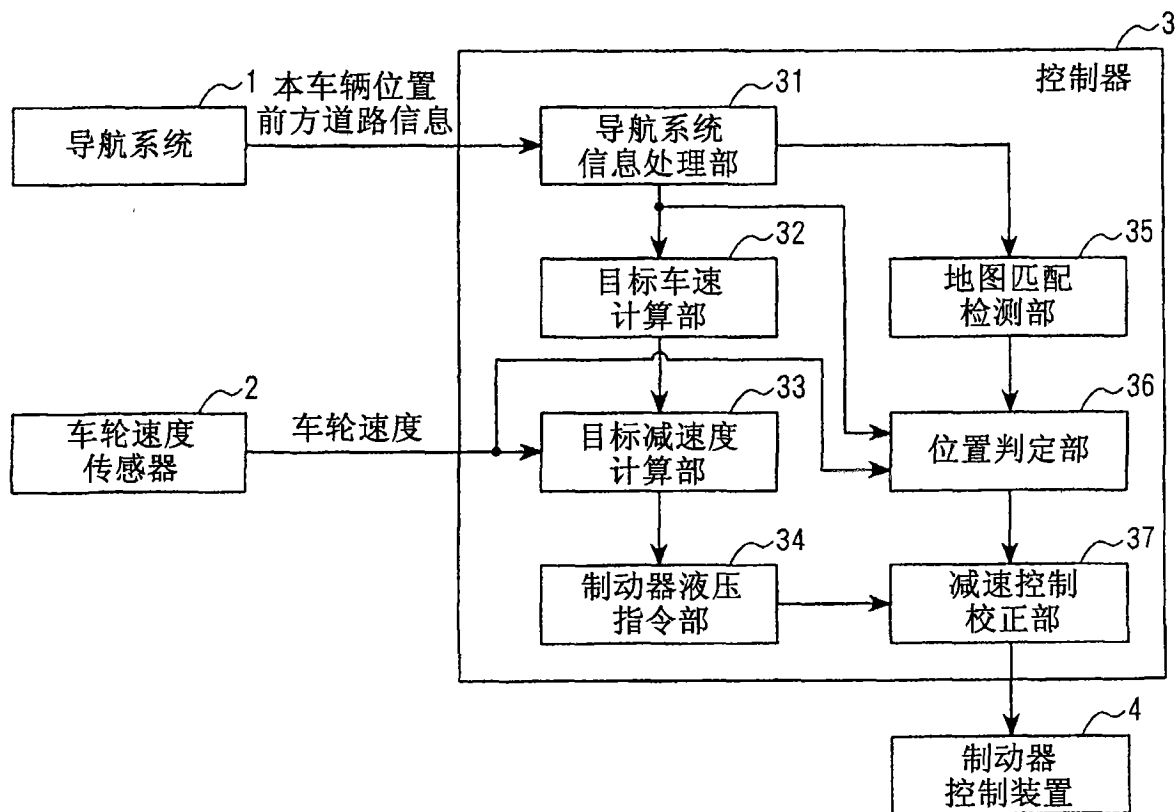 3
控制器
1
导航系统
本车辆位置
前方道路信息
31
导航系统
信息处理部
32
目标车速
计算部
35
地图匹配
检测部
2
车轮速度
传感器
车轮速度
33
目标减速度
计算部
36
位置判定部
34
制动器液压
指令部
37
减速控制
校正部
4
制动器
控制装置